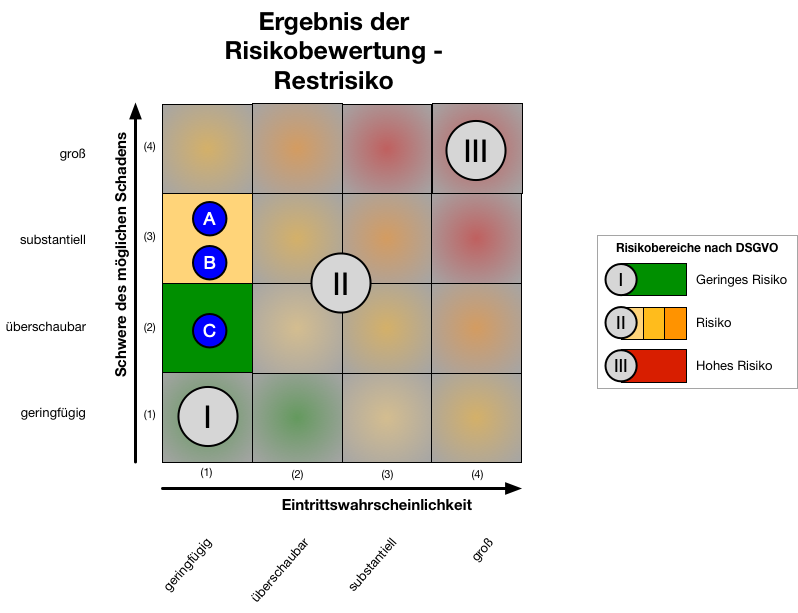 Ergebnis der
Risikobewertung -
Restrisiko
Schwere des möglichen Schadens
groß
(4)
III
substantiell
(3)
A
B
II
überschaubar
(2)
C
geringfügig
(1)
I
(1)
(2)
(3)
(4)
Eintrittswahrscheinlichkeit
geringfügig
überschaubar
substantiell
groß
Risikobereiche nach DSGVO
I Geringes Risiko
II Risiko
III Hohes Risiko